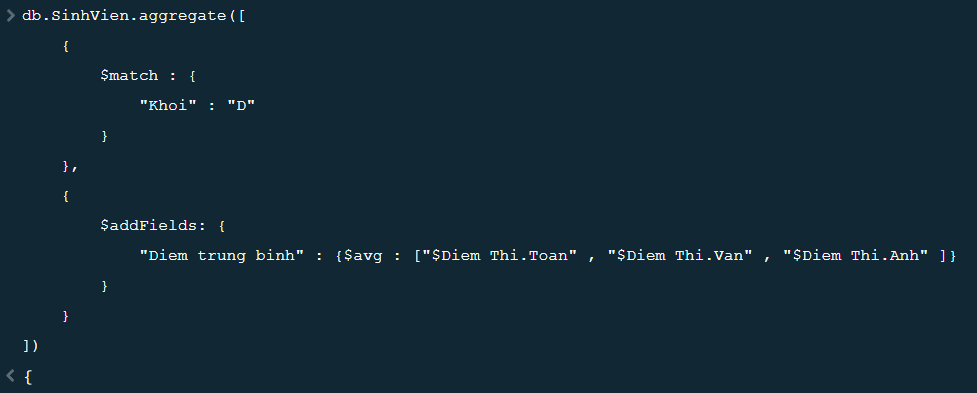 > db.SinhVien.aggregate([
{
$match : {
"Khoi" : "D"
}
},
{
$addFields: {
"Diem trung binh" : {$avg : ["$Diem Thi.Toan" , "$Diem Thi.Van" , "$Diem Thi.Anh" ]}
}
}
])
< {